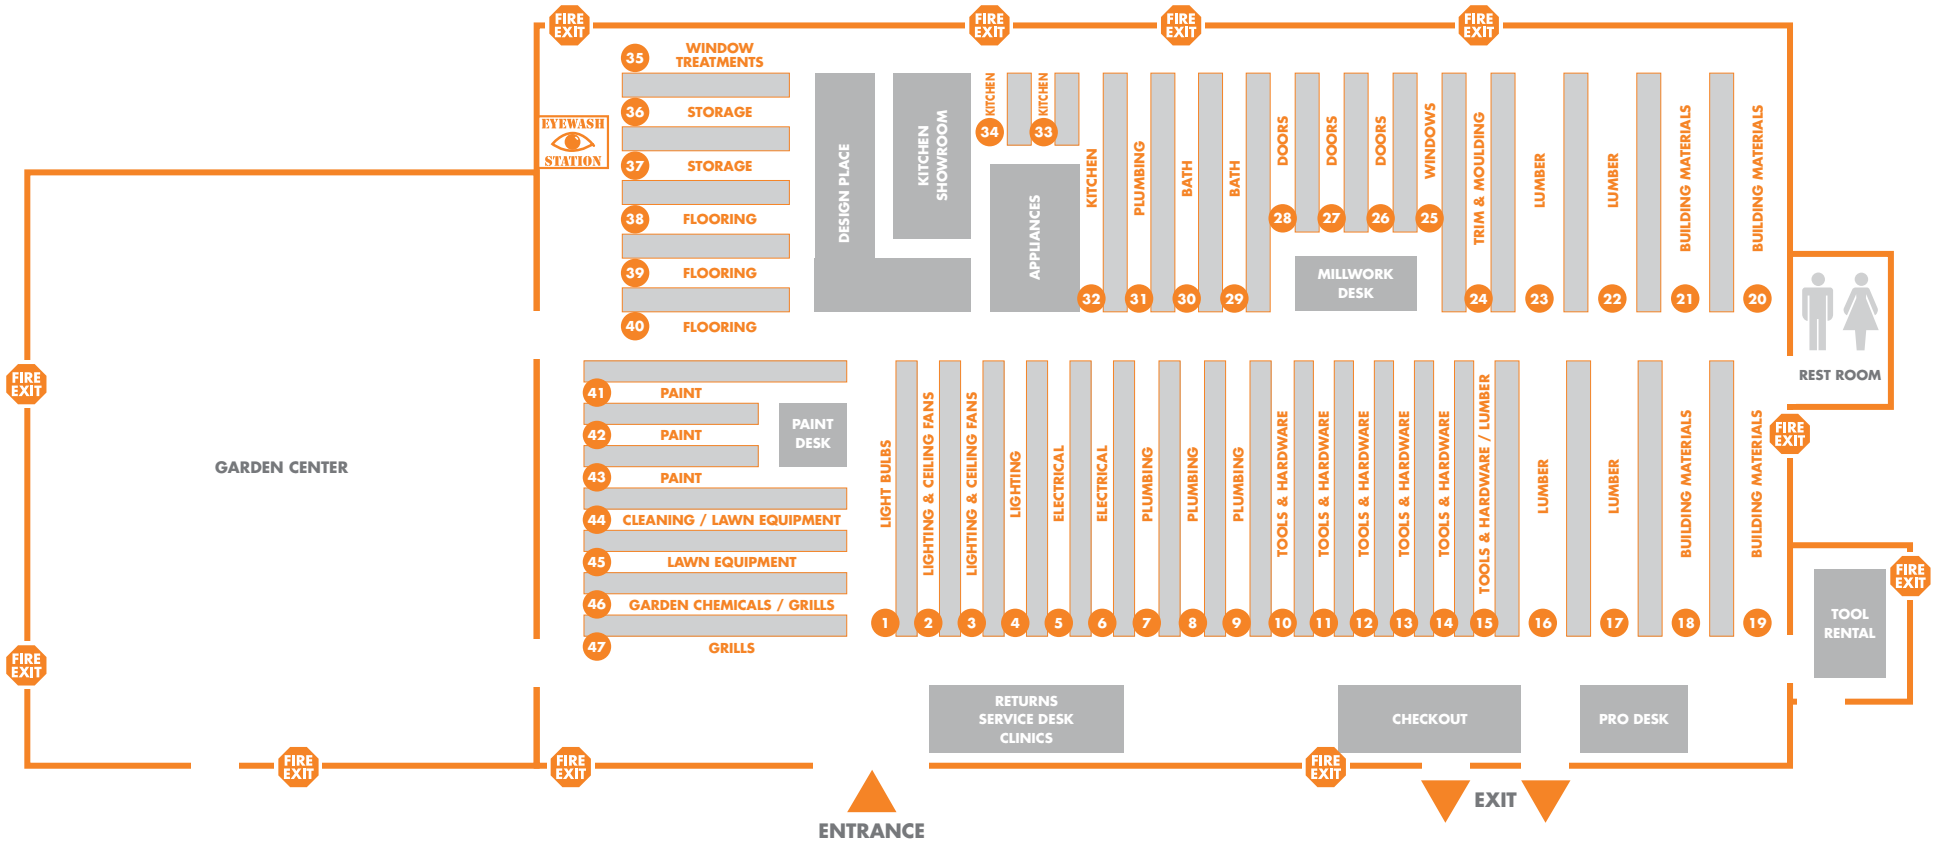 FIRE
EXIT
FIRE
EXIT
FIRE
EXIT
FIRE
EXIT
35
WINDOW
TREATMENTS
36
STORAGE
EYEWASH
STATION
37
STORAGE
38
FLOORING
39
FLOORING
40
FLOORING
DESIGN PLACE
KITCHEN
SHOWROOM
KITCHEN
34
KITCHEN
33
APPLIANCES
KITCHEN
32
PLUMBING
31
BATH
30
BATH
29
DOORS
28
DOORS
27
DOORS
26
WINDOWS
25
MILLWORK
DESK
TRIM & MOULDING
24
LUMBER
23
LUMBER
22
BUILDING MATERIALS
21
BUILDING MATERIALS
20
REST ROOM
FIRE
EXIT
FIRE
EXIT
GARDEN CENTER
FIRE
EXIT
FIRE
EXIT
41
PAINT
42
PAINT
PAINT
DESK
43
PAINT
44
CLEANING / LAWN EQUIPMENT
45
LAWN EQUIPMENT
46
GARDEN CHEMICALS / GRILLS
47
GRILLS
LIGHT BULBS
1
LIGHTING & CEILING FANS
2
LIGHTING & CEILING FANS
3
LIGHTING
4
ELECTRICAL
5
ELECTRICAL
6
PLUMBING
7
PLUMBING
8
PLUMBING
9
TOOLS & HARDWARE
10
TOOLS & HARDWARE
11
TOOLS & HARDWARE
12
TOOLS & HARDWARE
13
TOOLS & HARDWARE
14
TOOLS & HARDWARE / LUMBER
15
LUMBER
16
LUMBER
17
BUILDING MATERIALS
18
BUILDING MATERIALS
19
FIRE
EXIT
TOOL
RENTAL
RETURNS
SERVICE DESK
CLINICS
CHECKOUT
PRO DESK
FIRE
EXIT
FIRE
EXIT
FIRE
EXIT
ENTRANCE
EXIT